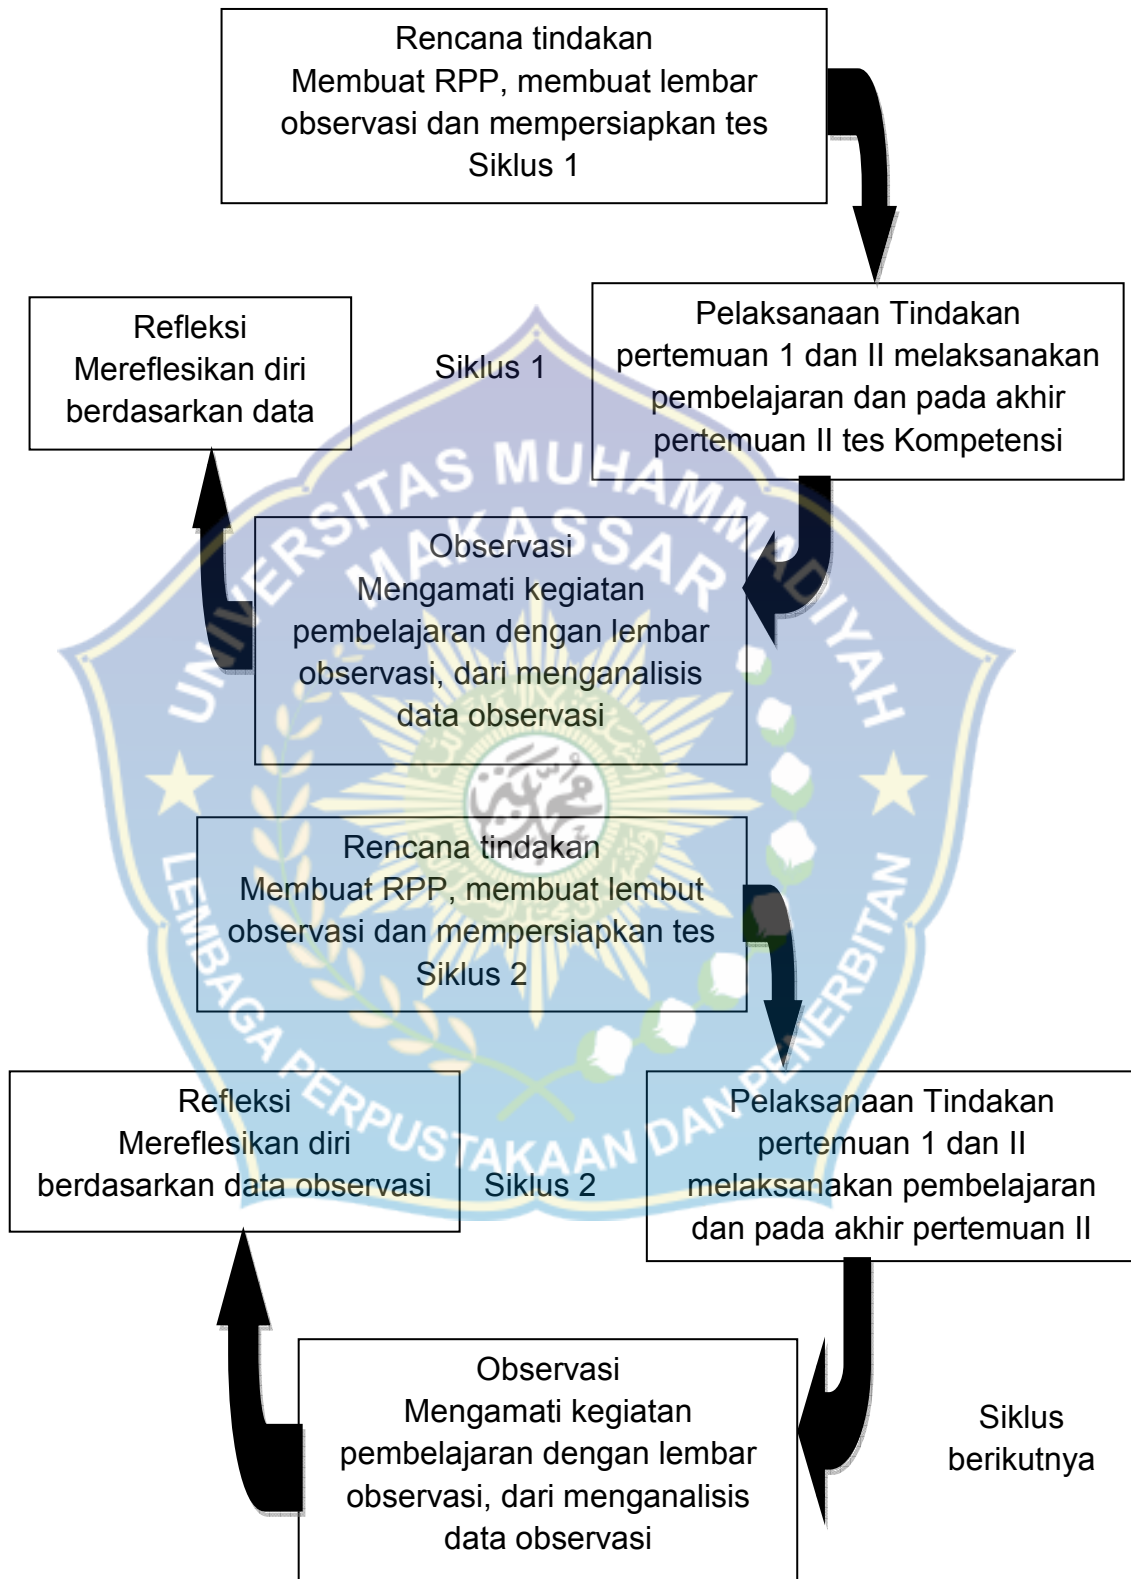 Rencana tindakan
Membuat RPP, membuat lembar
observasi dan mempersiapkan tes
Siklus 1
Pelaksanaan Tindakan
pertemuan 1 dan II melaksanakan
pembelajaran dan pada akhir
pertemuan II tes Kompetensi
Refleksi
Mereflesikan diri
berdasarkan data
Siklus 1
Observasi
Mengamati kegiatan
pembelajaran dengan lembar
observasi, dari menganalisis
data observasi
UNIVERSITAS MUHAMMADIYAH
MAKASSAR
LEMBAGA PERPUSTAKAAN DAN PENERBITAN
Rencana tindakan
Membuat RPP, membuat lembut
observasi dan mempersiapkan tes
Siklus 2
Pelaksanaan Tindakan
pertemuan 1 dan II
melaksanakan pembelajaran
dan pada akhir pertemuan II
Refleksi
Mereflesikan diri
berdasarkan data observasi
Siklus 2
Observasi
Mengamati kegiatan
pembelajaran dengan lembar
observasi, dari menganalisis
data observasi
Siklus
berikutnya